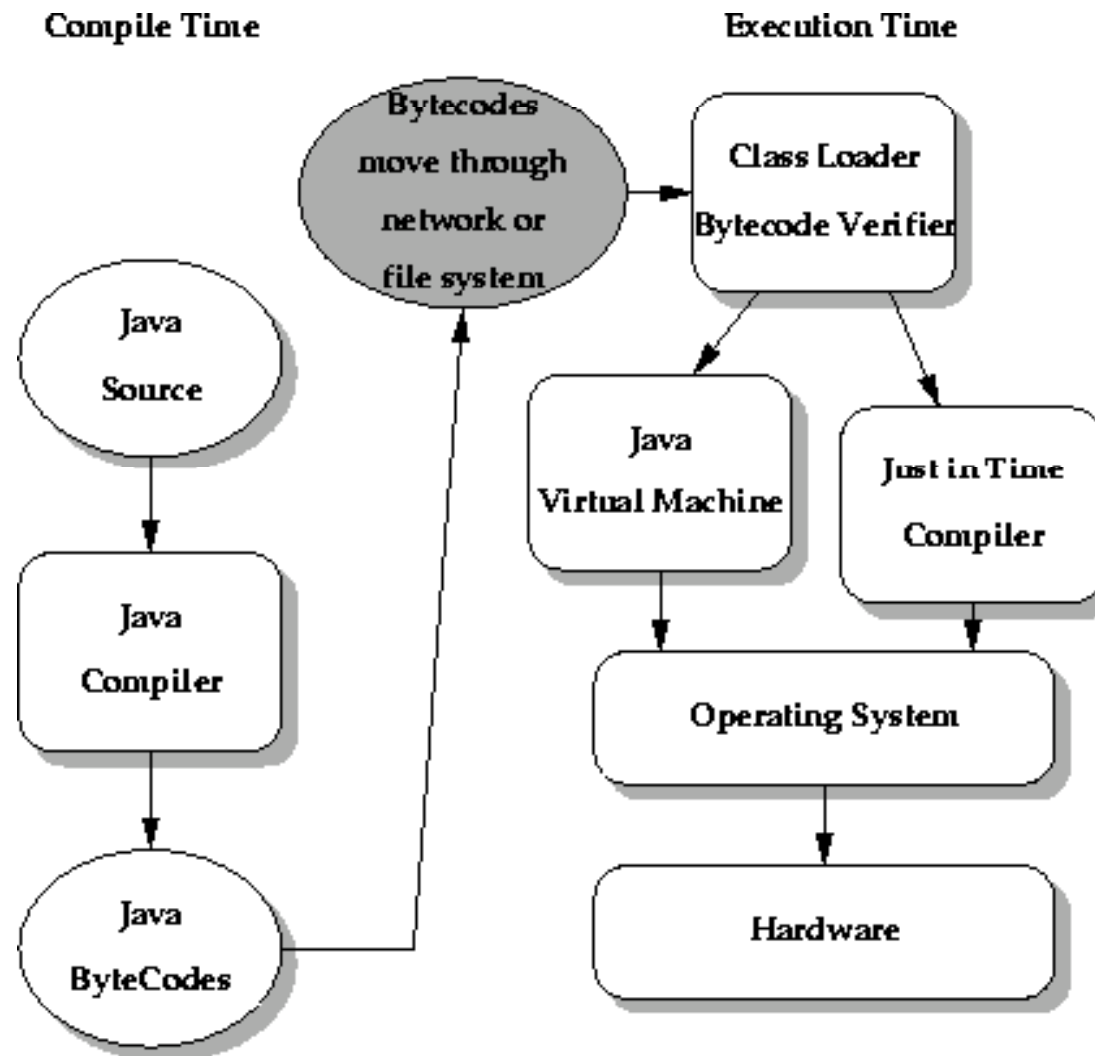 Compile Time
Execution Time
Bytecodes
move through
network or
file system
Class Loader
Bytecode Verifier
Java
Source
Java
Virtual Machine
Just in Time
Compiler
Java
Compiler
Operating System
Java
ByteCodes
Hardware